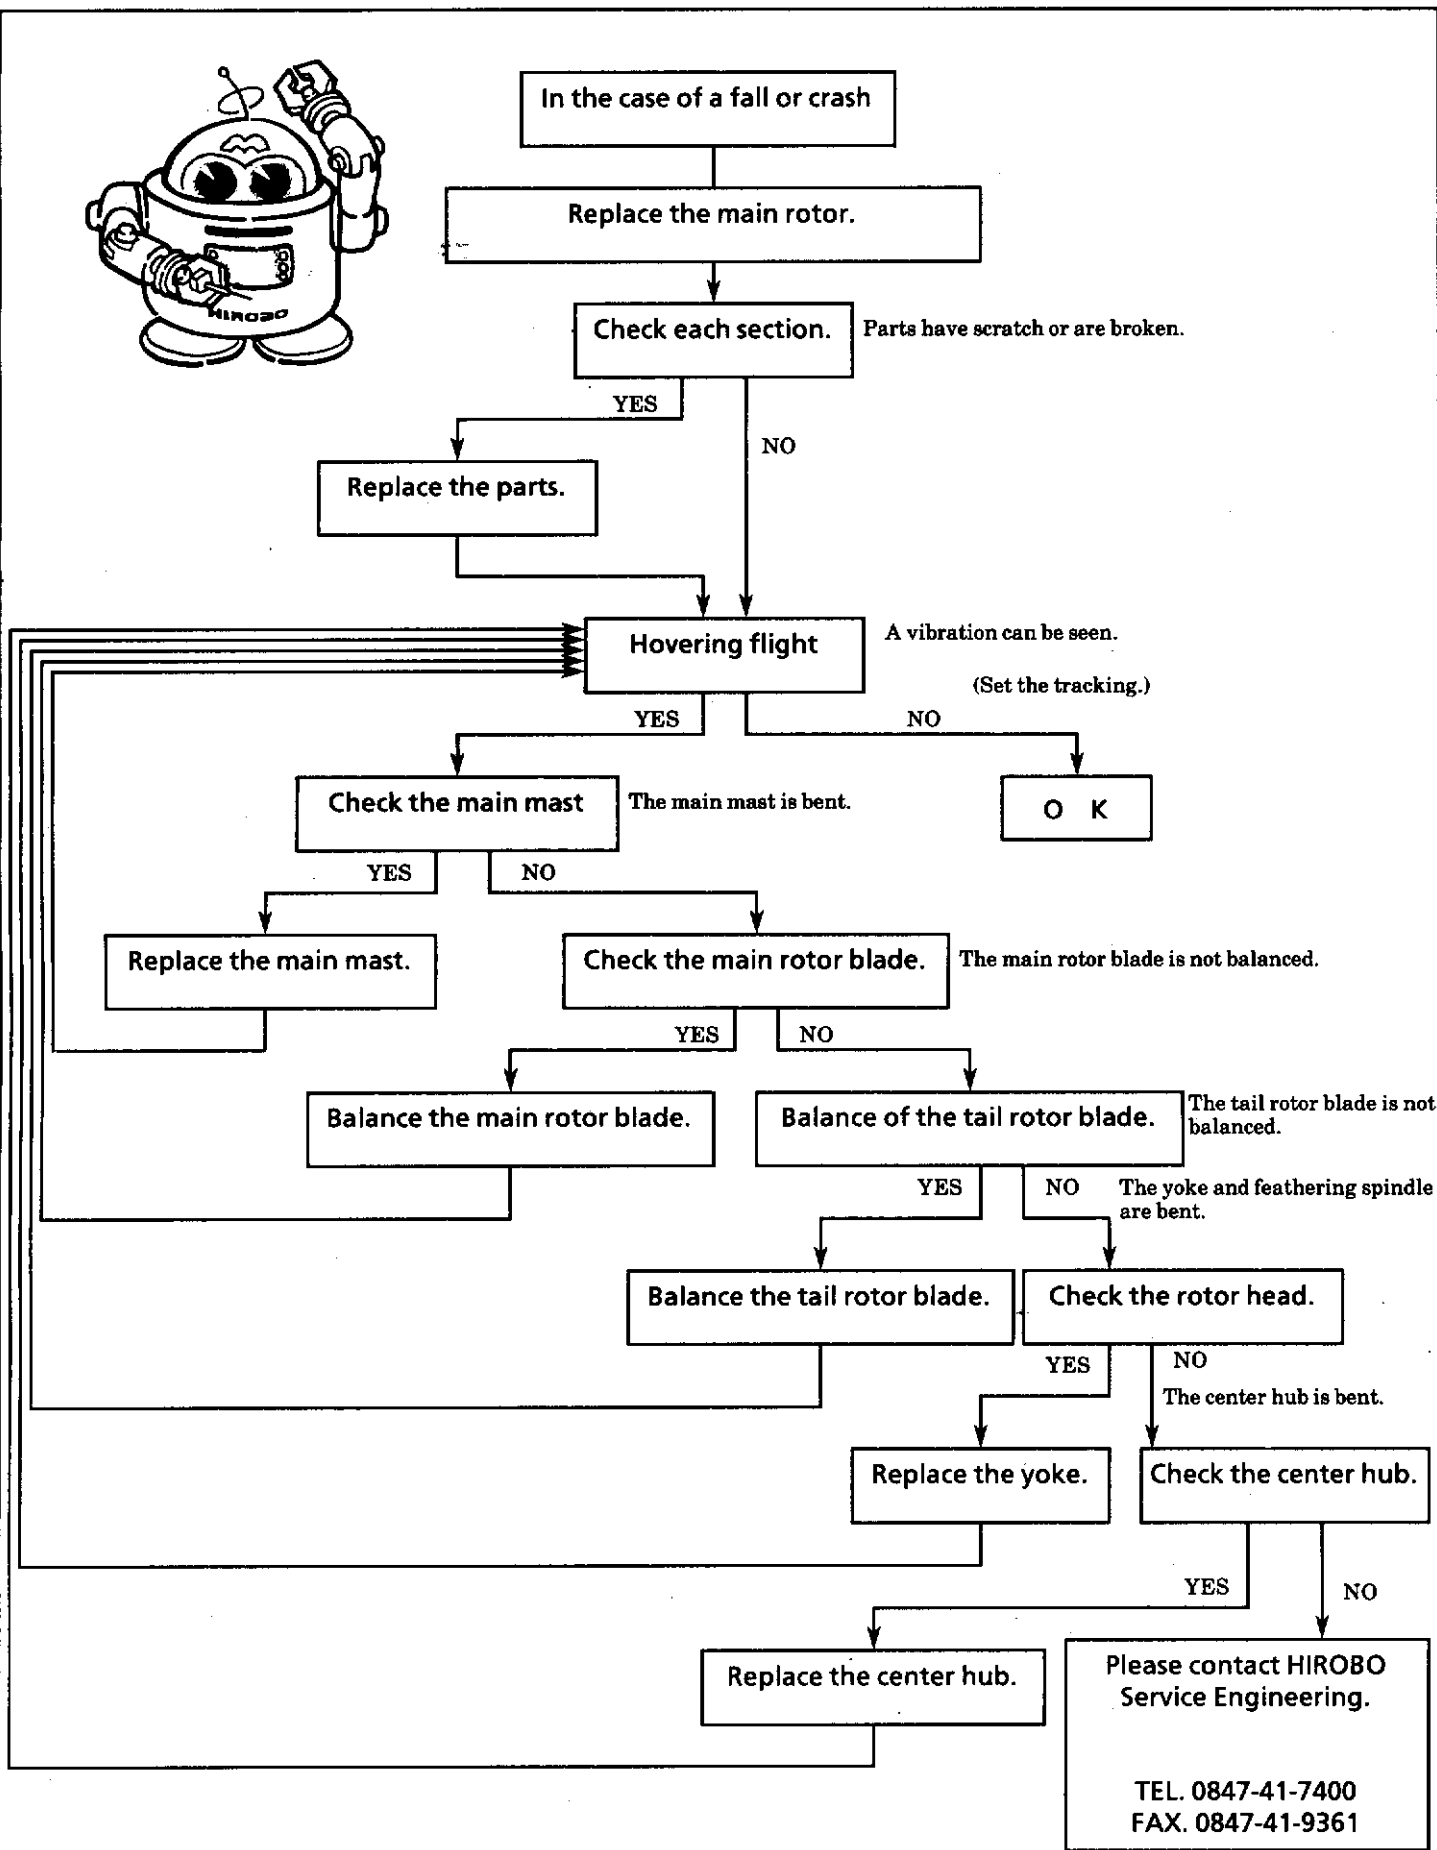 In the case of a fall or crash
HIROBO
Replace the main rotor.
Check each section.
Parts have scratch or are broken.
YES
NO
Replace the parts.
Hovering flight
A vibration can be seen.
(Set the tracking.)
YES
NO
Check the main mast
The main mast is bent.
O K
YES
NO
Replace the main mast.
Check the main rotor blade.
The main rotor blade is not balanced.
YES
NO
Balance the main rotor blade.
Balance of the tail rotor blade.
The tail rotor blade is not
balanced.
YES
NO
The yoke and feathering spindle
are bent.
Balance the tail rotor blade.
Check the rotor head.
YES
NO
The center hub is bent.
Replace the yoke.
Check the center hub.
YES
NO
Replace the center hub.
Please contact HIROBO
Service Engineering.
TEL. 0847-41-7400
FAX. 0847-41-9361